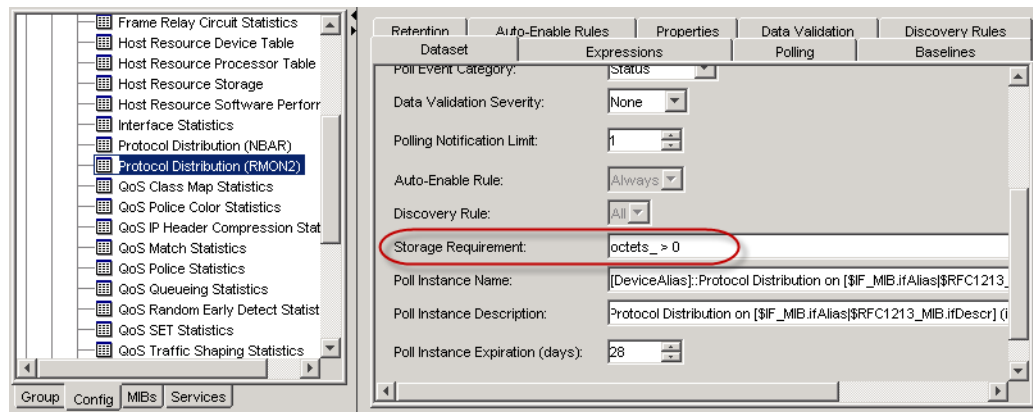 Frame Relay Circuit Statistics
Host Resource Device Table
Host Resource Processor Table
Host Resource Storage
Host Resource Software Perforr
Interface Statistics
Protocol Distribution (NBAR)
Protocol Distribution (RMON2)
QoS Class Map Statistics
QoS Police Color Statistics
QoS IP Header Compression Stat
QoS Match Statistics
QoS Police Statistics
QoS Queueing Statistics
QoS Random Early Detect Statist
QoS SET Statistics
QoS Traffic Shaping Statistics
Group Config MIBs Services
Retention Auto-Enable Rules Properties Data Validation Discovery Rules
Dataset Expressions Polling Baselines
Poll Event Category: Status
Data Validation Severity: None
Polling Notification Limit: 1
Auto-Enable Rule: Always
Discovery Rule: All
Storage Requirement: octets_ > 0
Poll Instance Name: [DeviceAlias]::Protocol Distribution on [$IF_MIB.ifAlias|$RFC1213_
Poll Instance Description: Protocol Distribution on [$IF_MIB.ifAlias|$RFC1213_MIB.ifDescr] (i
Poll Instance Expiration (days): 28